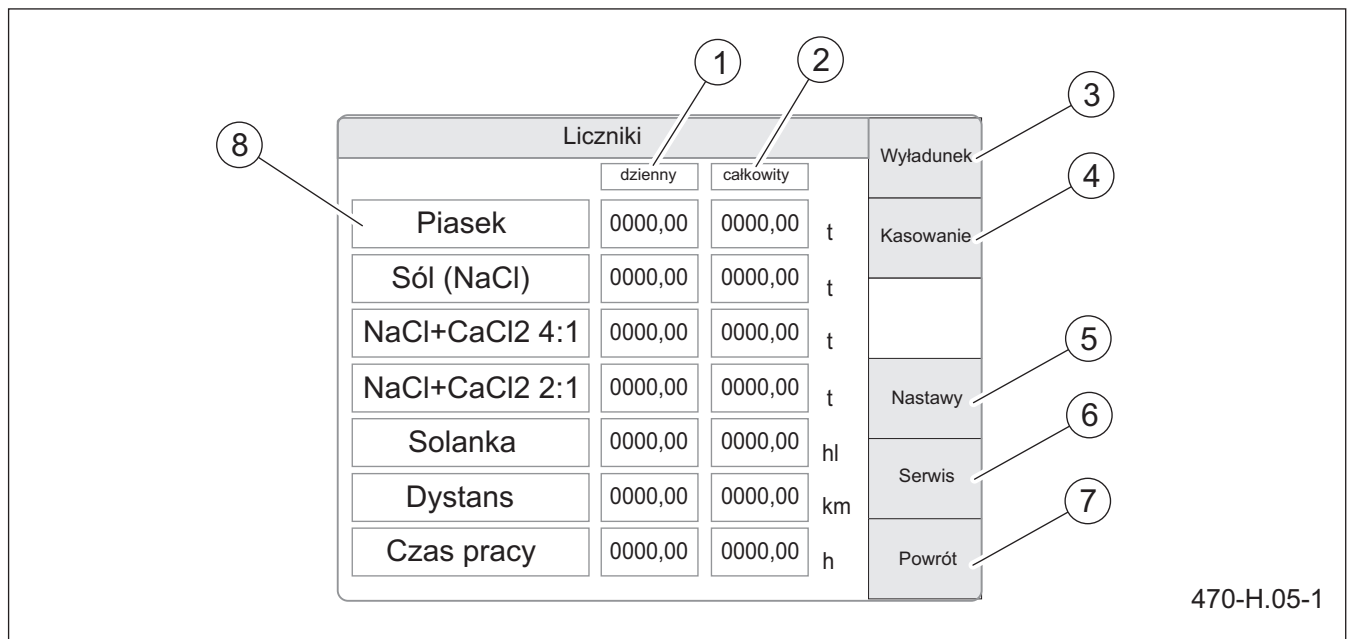 1
2
3
8
Liczniki
Wyładunek
dzienny całkowity
4
Piasek 0000,00 0000,00 t
Kasowanie
Sól (NaCl) 0000,00 0000,00 t
NaCl+CaCl2 4:1 0000,00 0000,00 t
5
NaCl+CaCl2 2:1 0000,00 0000,00 t
Nastawy
6
Solanka 0000,00 0000,00 hl
Serwis
Dystans 0000,00 0000,00 km
7
Czas pracy 0000,00 0000,00 h
Powrót
470-H.05-1